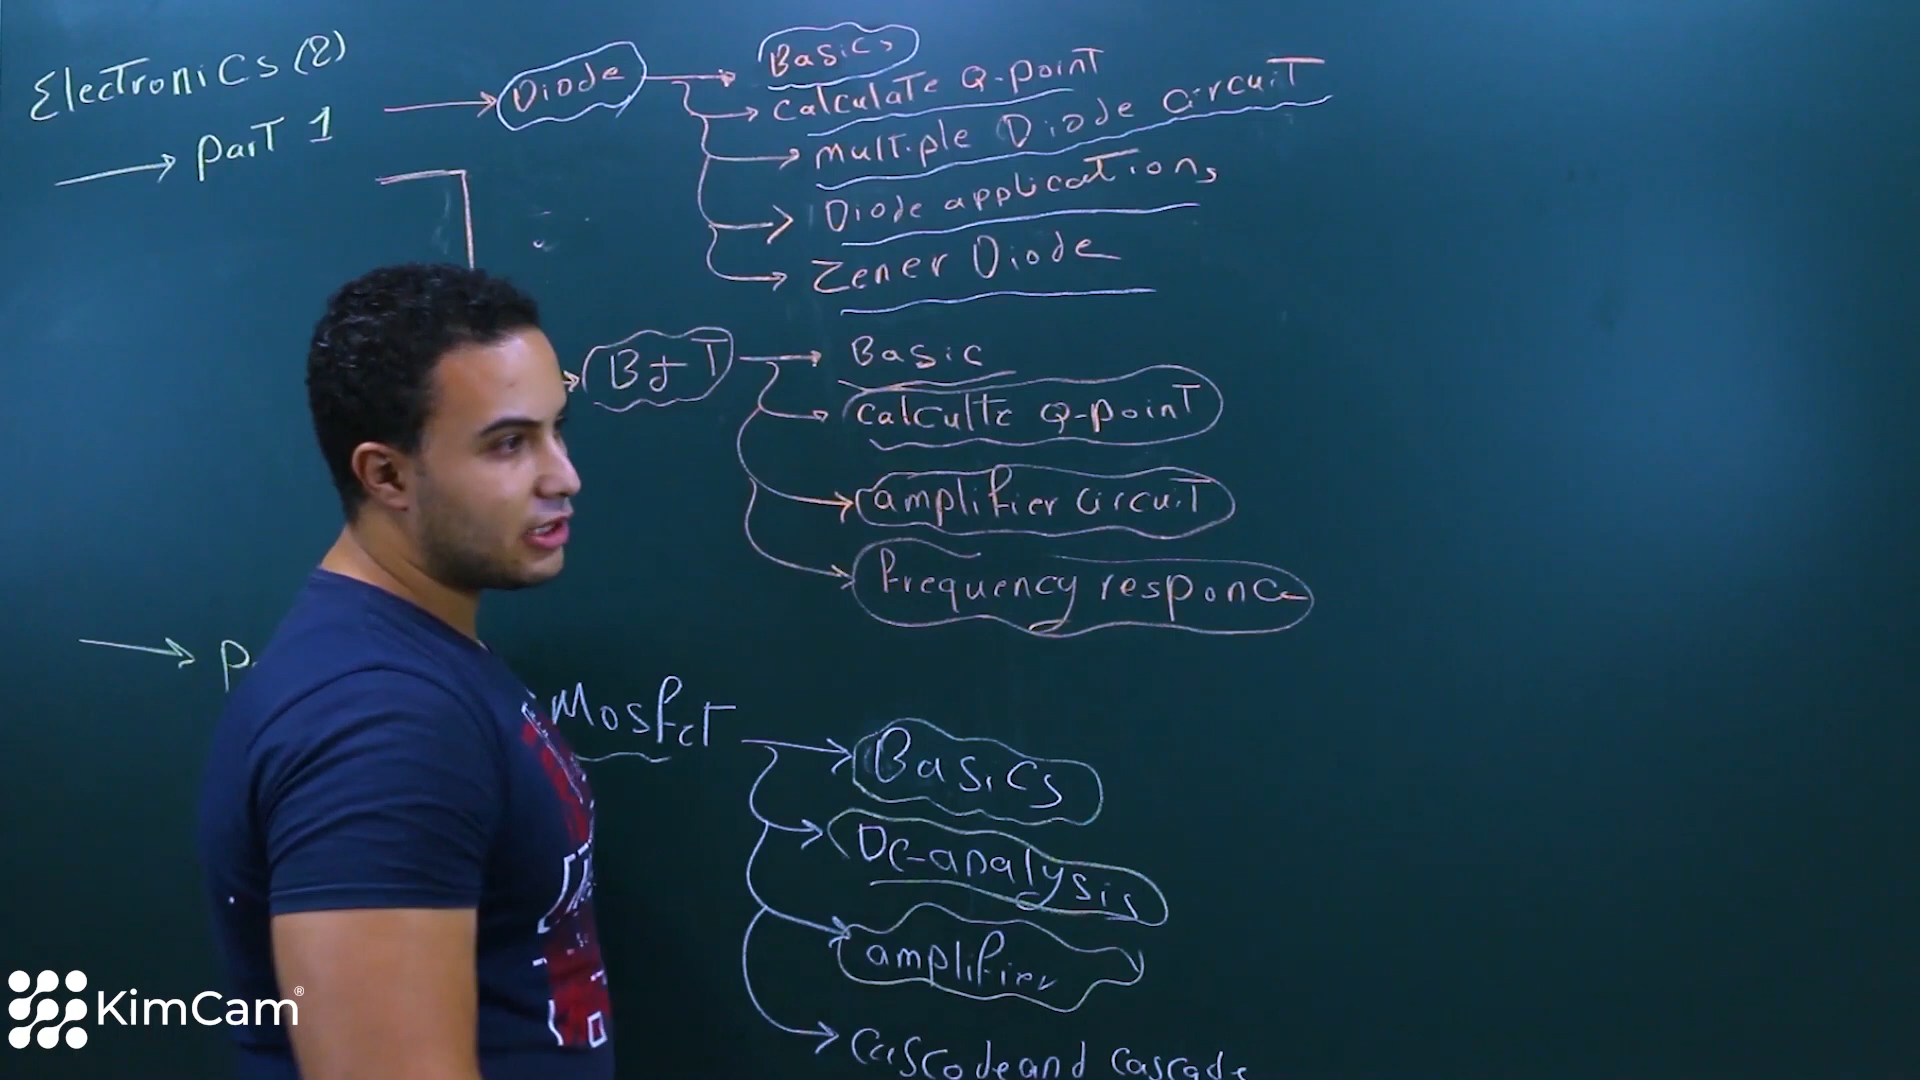 Electronics (2)
Part 1
Diode
Basics
Calculate Q-point
Multiple Diode circuit
Diode applications
Zener Diode
BJT
Basic
calculte Q-point
amplifier circuit
frequency responce
Mosfet
Basics
DC-analysis
amplifier
cascode and cascade
KimCam®